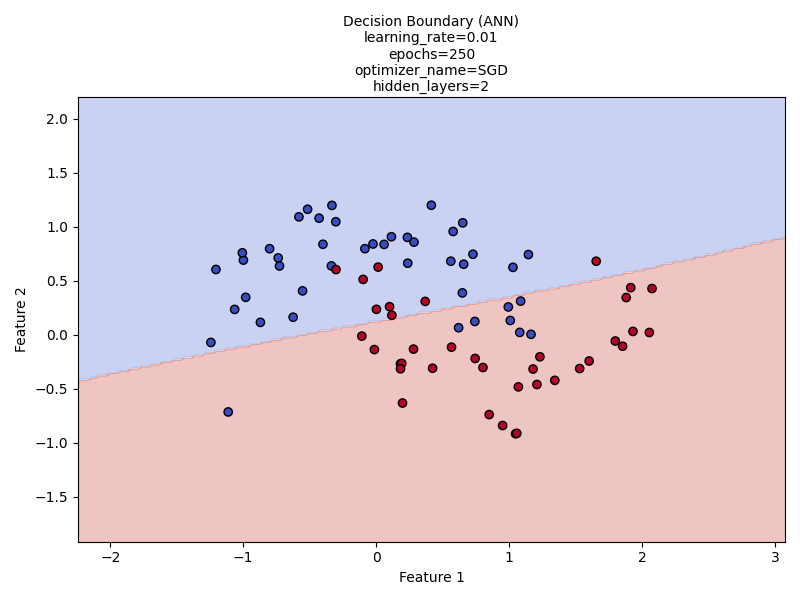 Decision Boundary (ANN)
learning_rate=0.01
epochs=250
optimizer_name=SGD
hidden_layers=2
Feature 2
2.0
1.5
1.0
0.5
0.0
−0.5
−1.0
−1.5
−2 −1 0 1 2 3
Feature 1